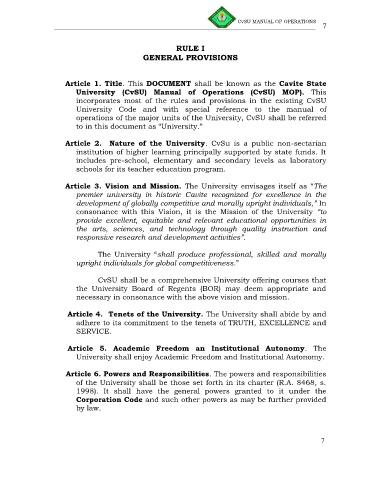 CvSU MANUAL OF OPERATIONS
7
RULE I
GENERAL PROVISIONS
Article 1. Title. This DOCUMENT shall be known as the Cavite State
University (CvSU) Manual of Operations (CvSU) MOP). This
incorporates most of the rules and provisions in the existing CvSU
University Code and with special reference to the manual of
operations of the major units of the University, CvSU shall be referred
to in this document as "University."
Article 2. Nature of the University. CvSu is a public non-sectarian
institution of higher learning principally supported by state funds. It
includes pre-school, elementary and secondary levels as laboratory
schools for its teacher education program.
Article 3. Vision and Mission. The University envisages itself as "The
premier university in historic Cavite recognized for excellence in the
development of globally competitive and morally upright individuals," In
consonance with this Vision, it is the Mission of the University "to
provide excellent, equitable and relevant educational opportunities in
the arts, sciences, and technology through quality instruction and
responsive research and development activities".
The University "shall produce professional, skilled and morally
upright individuals for global competitiveness."
CvSU shall be a comprehensive University offering courses that
the University Board of Regents (BOR) may deem appropriate and
necessary in consonance with the above vision and mission.
Article 4. Tenets of the University. The University shall abide by and
adhere to its commitment to the tenets of TRUTH, EXCELLENCE and
SERVICE.
Article 5. Academic Freedom an Institutional Autonomy. The
University shall enjoy Academic Freedom and Institutional Autonomy.
Article 6. Powers and Responsibilities. The powers and responsibilities
of the University shall be those set forth in its charter (R.A. 8468, s.
1998). It shall have the general powers granted to it under the
Corporation Code and such other powers as may be further provided
by law.
7